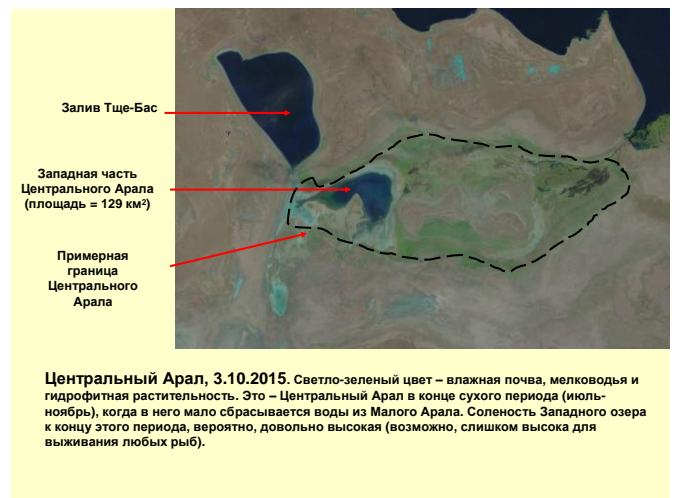 Залив Тще-Бас
Западная часть
Центрального Арала
(площадь = 129 км²)
Примерная
граница
Центрального
Арала
Центральный Арал, 3.10.2015. Светло-зеленый цвет – влажная почва, мелководья и
гидрофитная растительность. Это – Центральный Арал в конце сухого периода (июль-
ноябрь), когда в него мало сбрасывается воды из Малого Арала. Соленость Западного озера
к концу этого периода, вероятно, довольно высокая (возможно, слишком высока для
выживания любых рыб).